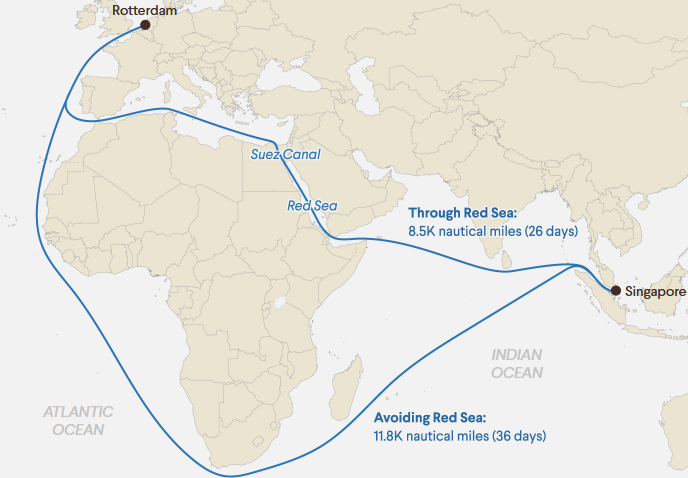 Rotterdam
Suez Canal
Red Sea
Through Red Sea:
8.5K nautical miles (26 days)
Singapore
INDIAN
OCEAN
ATLANTIC
OCEAN
Avoiding Red Sea:
11.8K nautical miles (36 days)